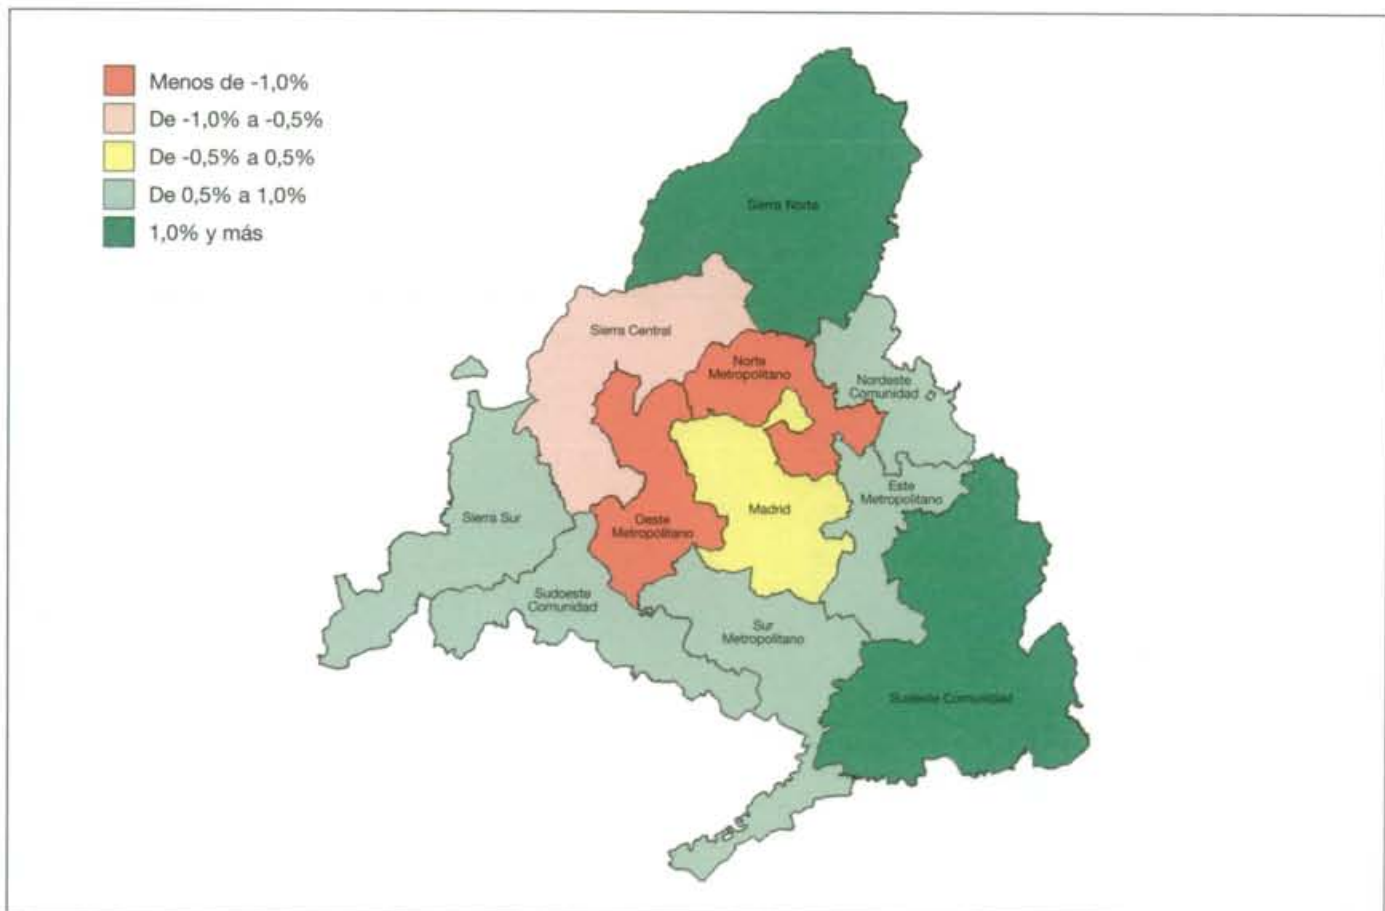 Menos de -1,0%
De -1,0% a -0,5%
De -0,5% a 0,5%
De 0,5% a 1,0%
1,0% y más
Sierra Norte
Sierra Central
Norte
Metropolitano
Nordeste
Comunidad
Este
Metropolitano
Madrid
Sierra Sur
Oeste
Metropolitano
Sudoeste
Comunidad
Sur
Metropolitano
Sudeste Comunidad